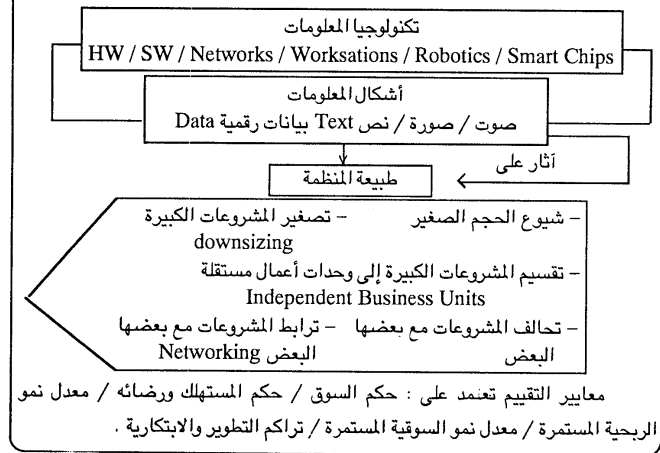 تكنولوجيا المعلومات
HW / SW / Networks / Worksations / Robotics / Smart Chips
أشكال المعلومات
صوت / صورة / نص Text بيانات رقمية Data
آثار على
طبيعة المنظمة
– شيوع الحجم الصغير – تصغير المشروعات الكبيرة
downsizing
– تقسيم المشروعات الكبيرة إلى وحدات أعمال مستقلة
Independent Business Units
– تحالف المشروعات مع بعضها – ترابط المشروعات مع بعضها
البعض البعض Networking
معايير التقييم تعتمد على : حكم السوق / حكم المستهلك ورضائه / معدل نمو
الربحية المستمرة / معدل نمو السوقية المستمرة / تراكم التطوير والابتكارية .